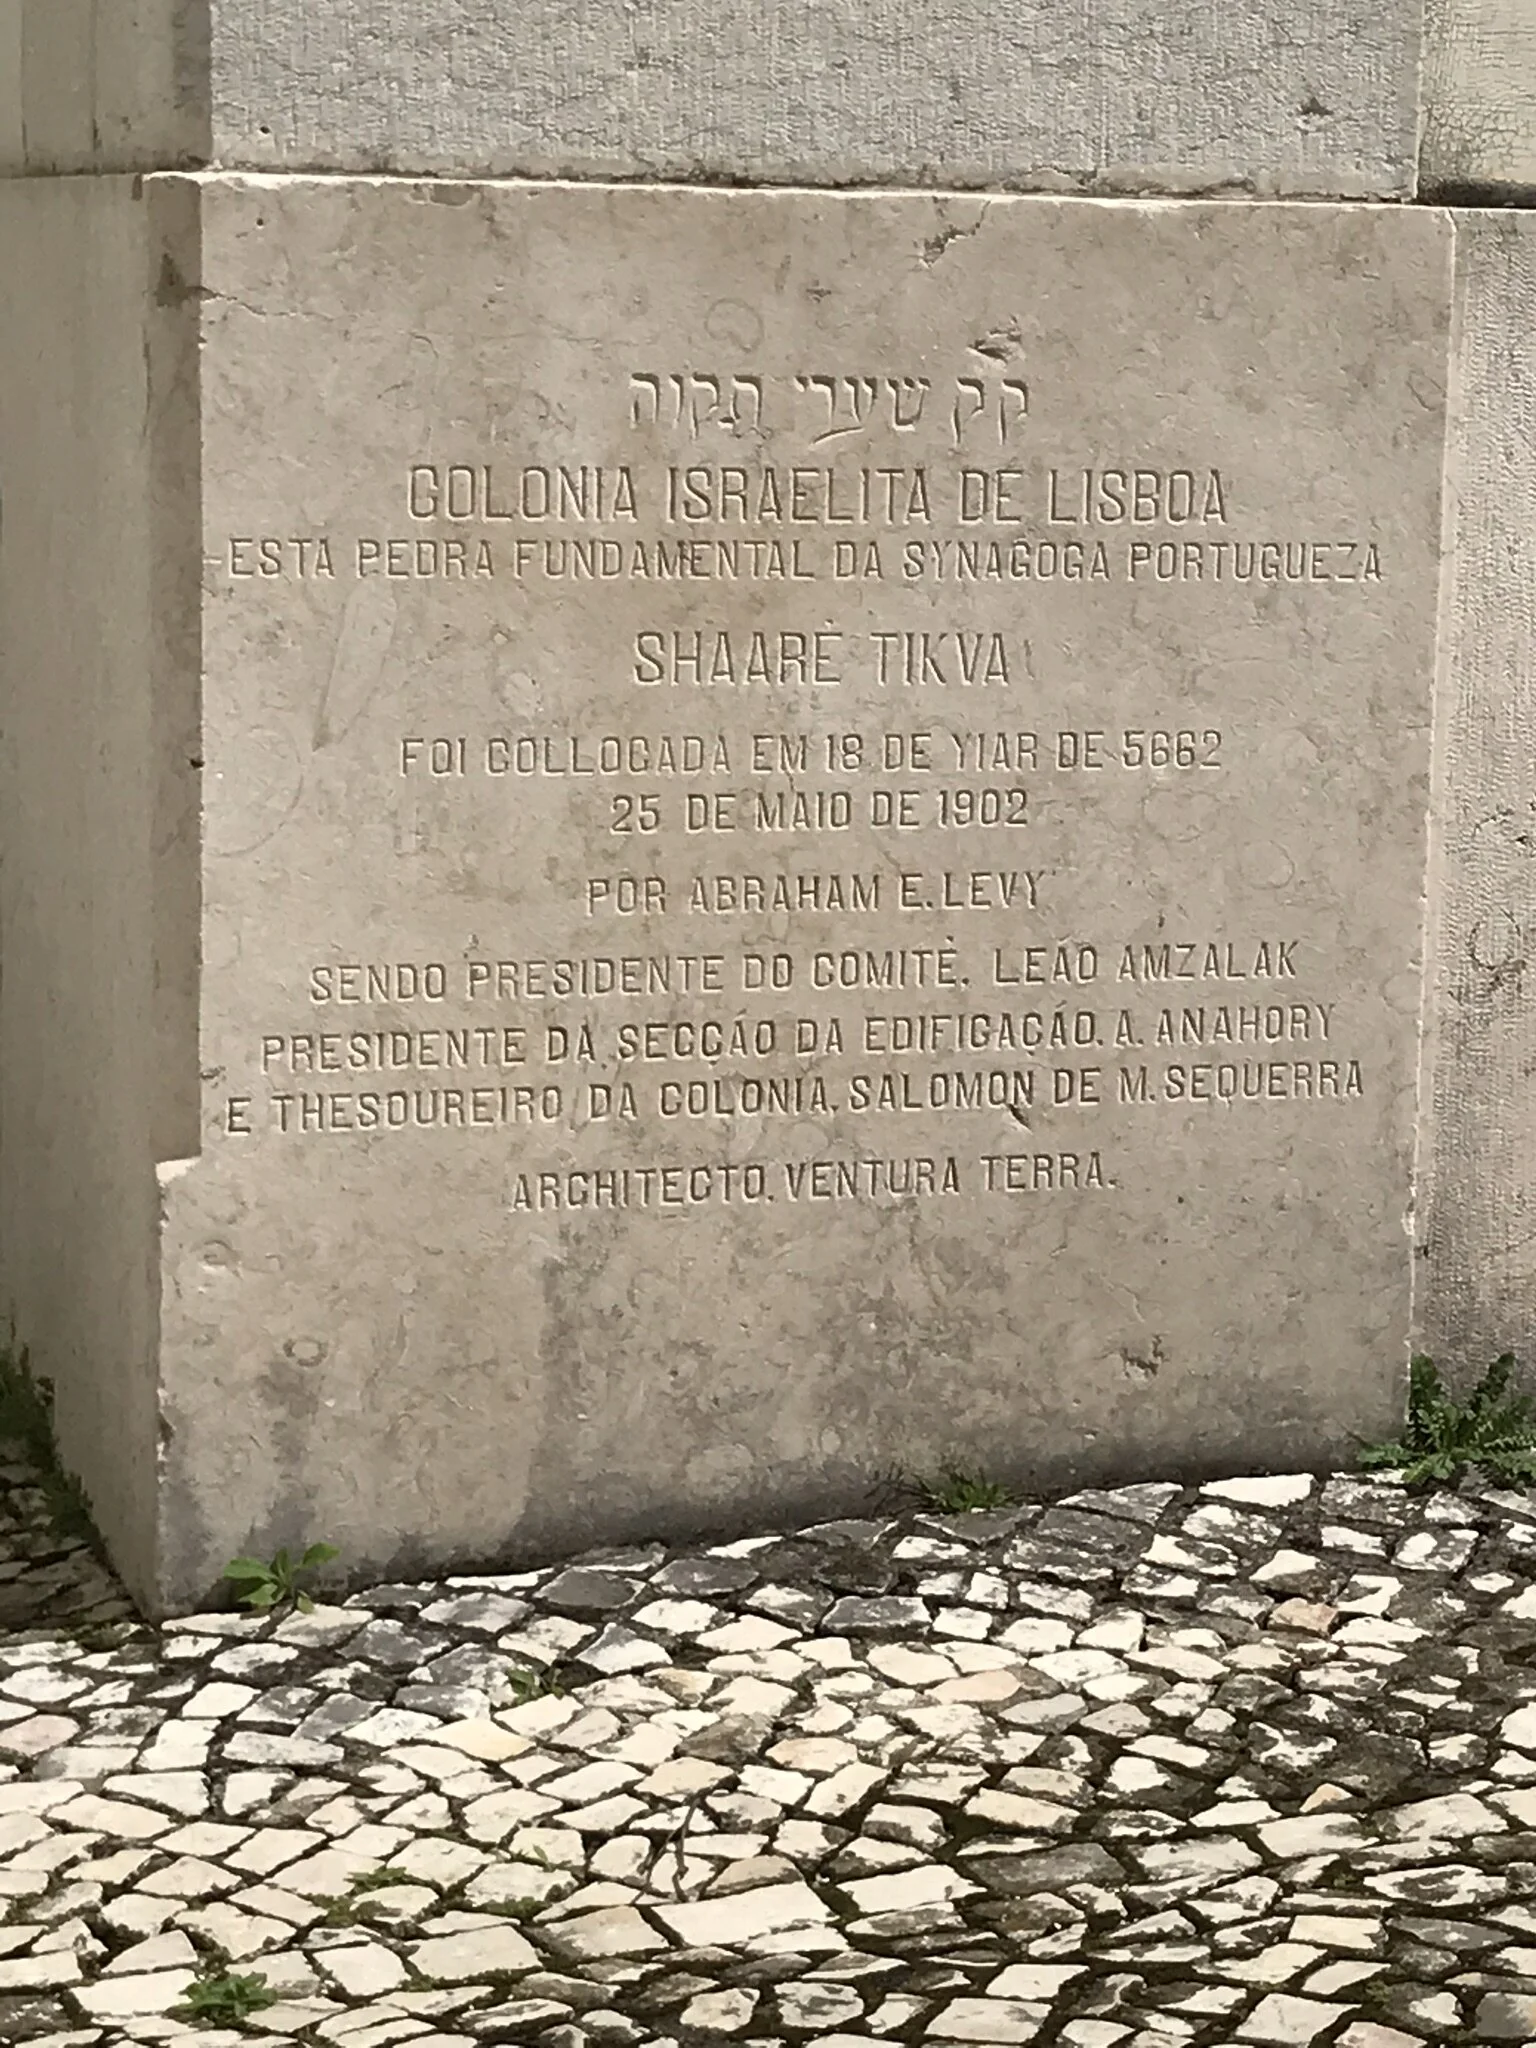 ק ק שערי תקוה
COLONIA ISRAELITA DE LISBOA
-ESTA PEDRA FUNDAMENTAL DA SYNAGOGA PORTUGUEZA
SHAARÉ TIKVA
FOI COLLOCADA EM 18 DE YIAR DE 5662
25 DE MAIO DE 1902
POR ABRAHAM E. LEVY
SENDO PRESIDENTE DO COMITÉ. LEÃO AMZALAK
PRESIDENTE DA SECÇÃO DA EDIFICAÇÃO. A. ANAHORY
E THESOUREIRO DA COLONIA. SALOMON DE M. SEQUERRA
ARCHITECTO. VENTURA TERRA.